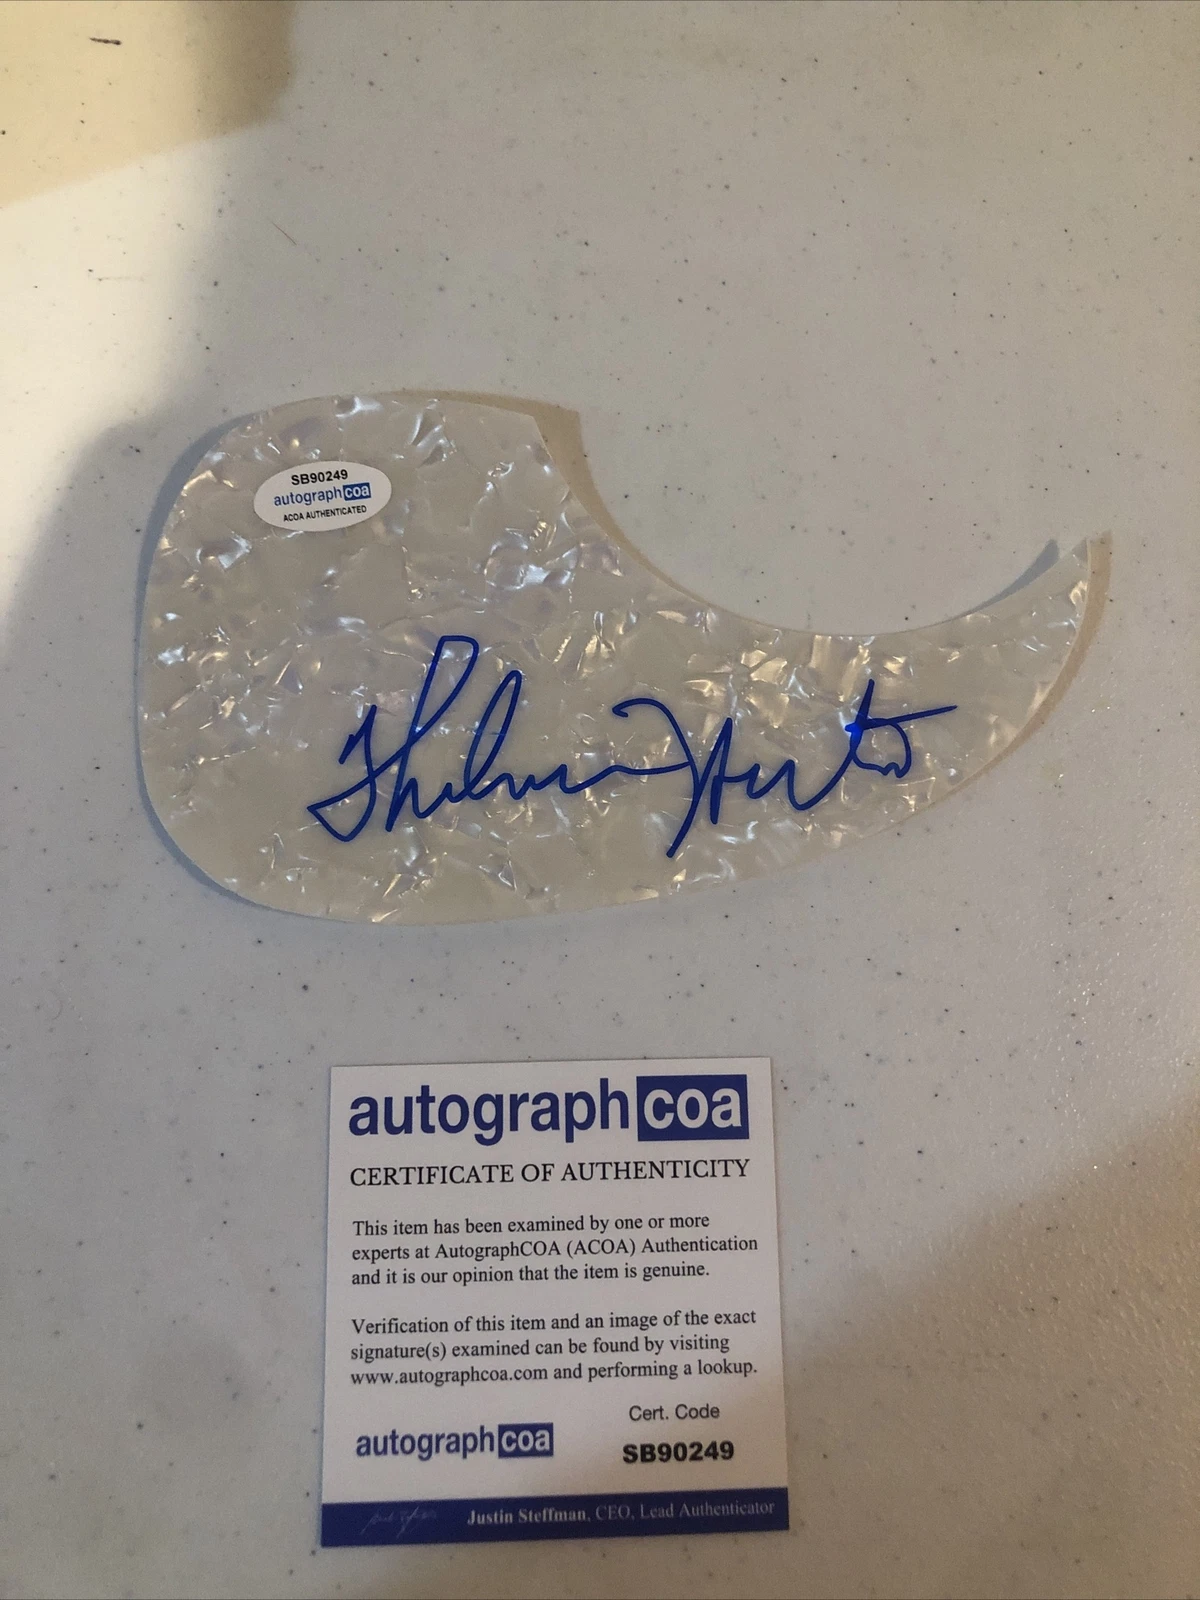 SB90249
autographcoa
ACOA AUTHENTICATED
Thelma Houston
autographcoa
CERTIFICATE OF AUTHENTICITY
This item has been examined by one or more
experts at AutographCOA (ACOA) Authentication
and it is our opinion that the item is genuine.
Verification of this item and an image of the exact
signature(s) examined can be found by visiting
www.autographcoa.com and performing a lookup.
Cert. Code
autographcoa
SB90249
Justin Steffman, CEO, Lead Authenticator